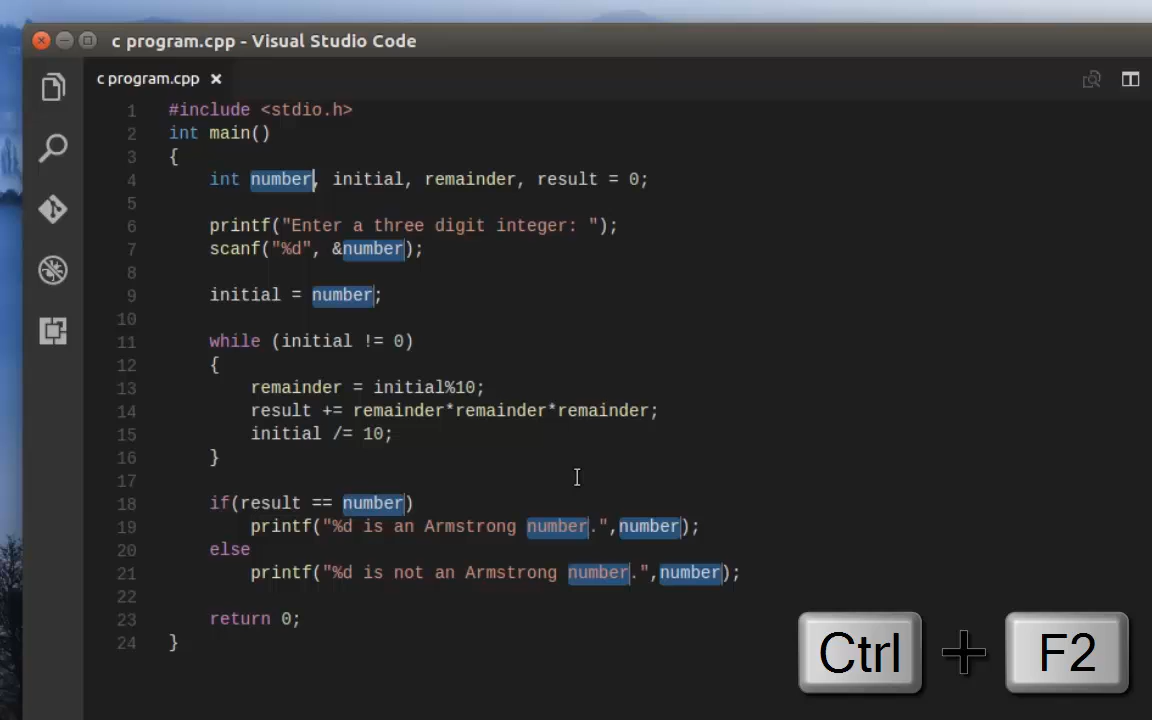 c program.cpp - Visual Studio Code
c program.cpp ×
1 #include <stdio.h>
2 int main()
3 {
4     int number, initial, remainder, result = 0;
5
6     printf("Enter a three digit integer: ");
7     scanf("%d", &number);
8
9     initial = number;
10
11     while (initial != 0)
12     {
13         remainder = initial%10;
14         result += remainder*remainder*remainder;
15         initial /= 10;
16     }
17
18     if(result == number)
19         printf("%d is an Armstrong number.",number);
20     else
21         printf("%d is not an Armstrong number.",number);
22
23     return 0;
24 }
Ctrl + F2